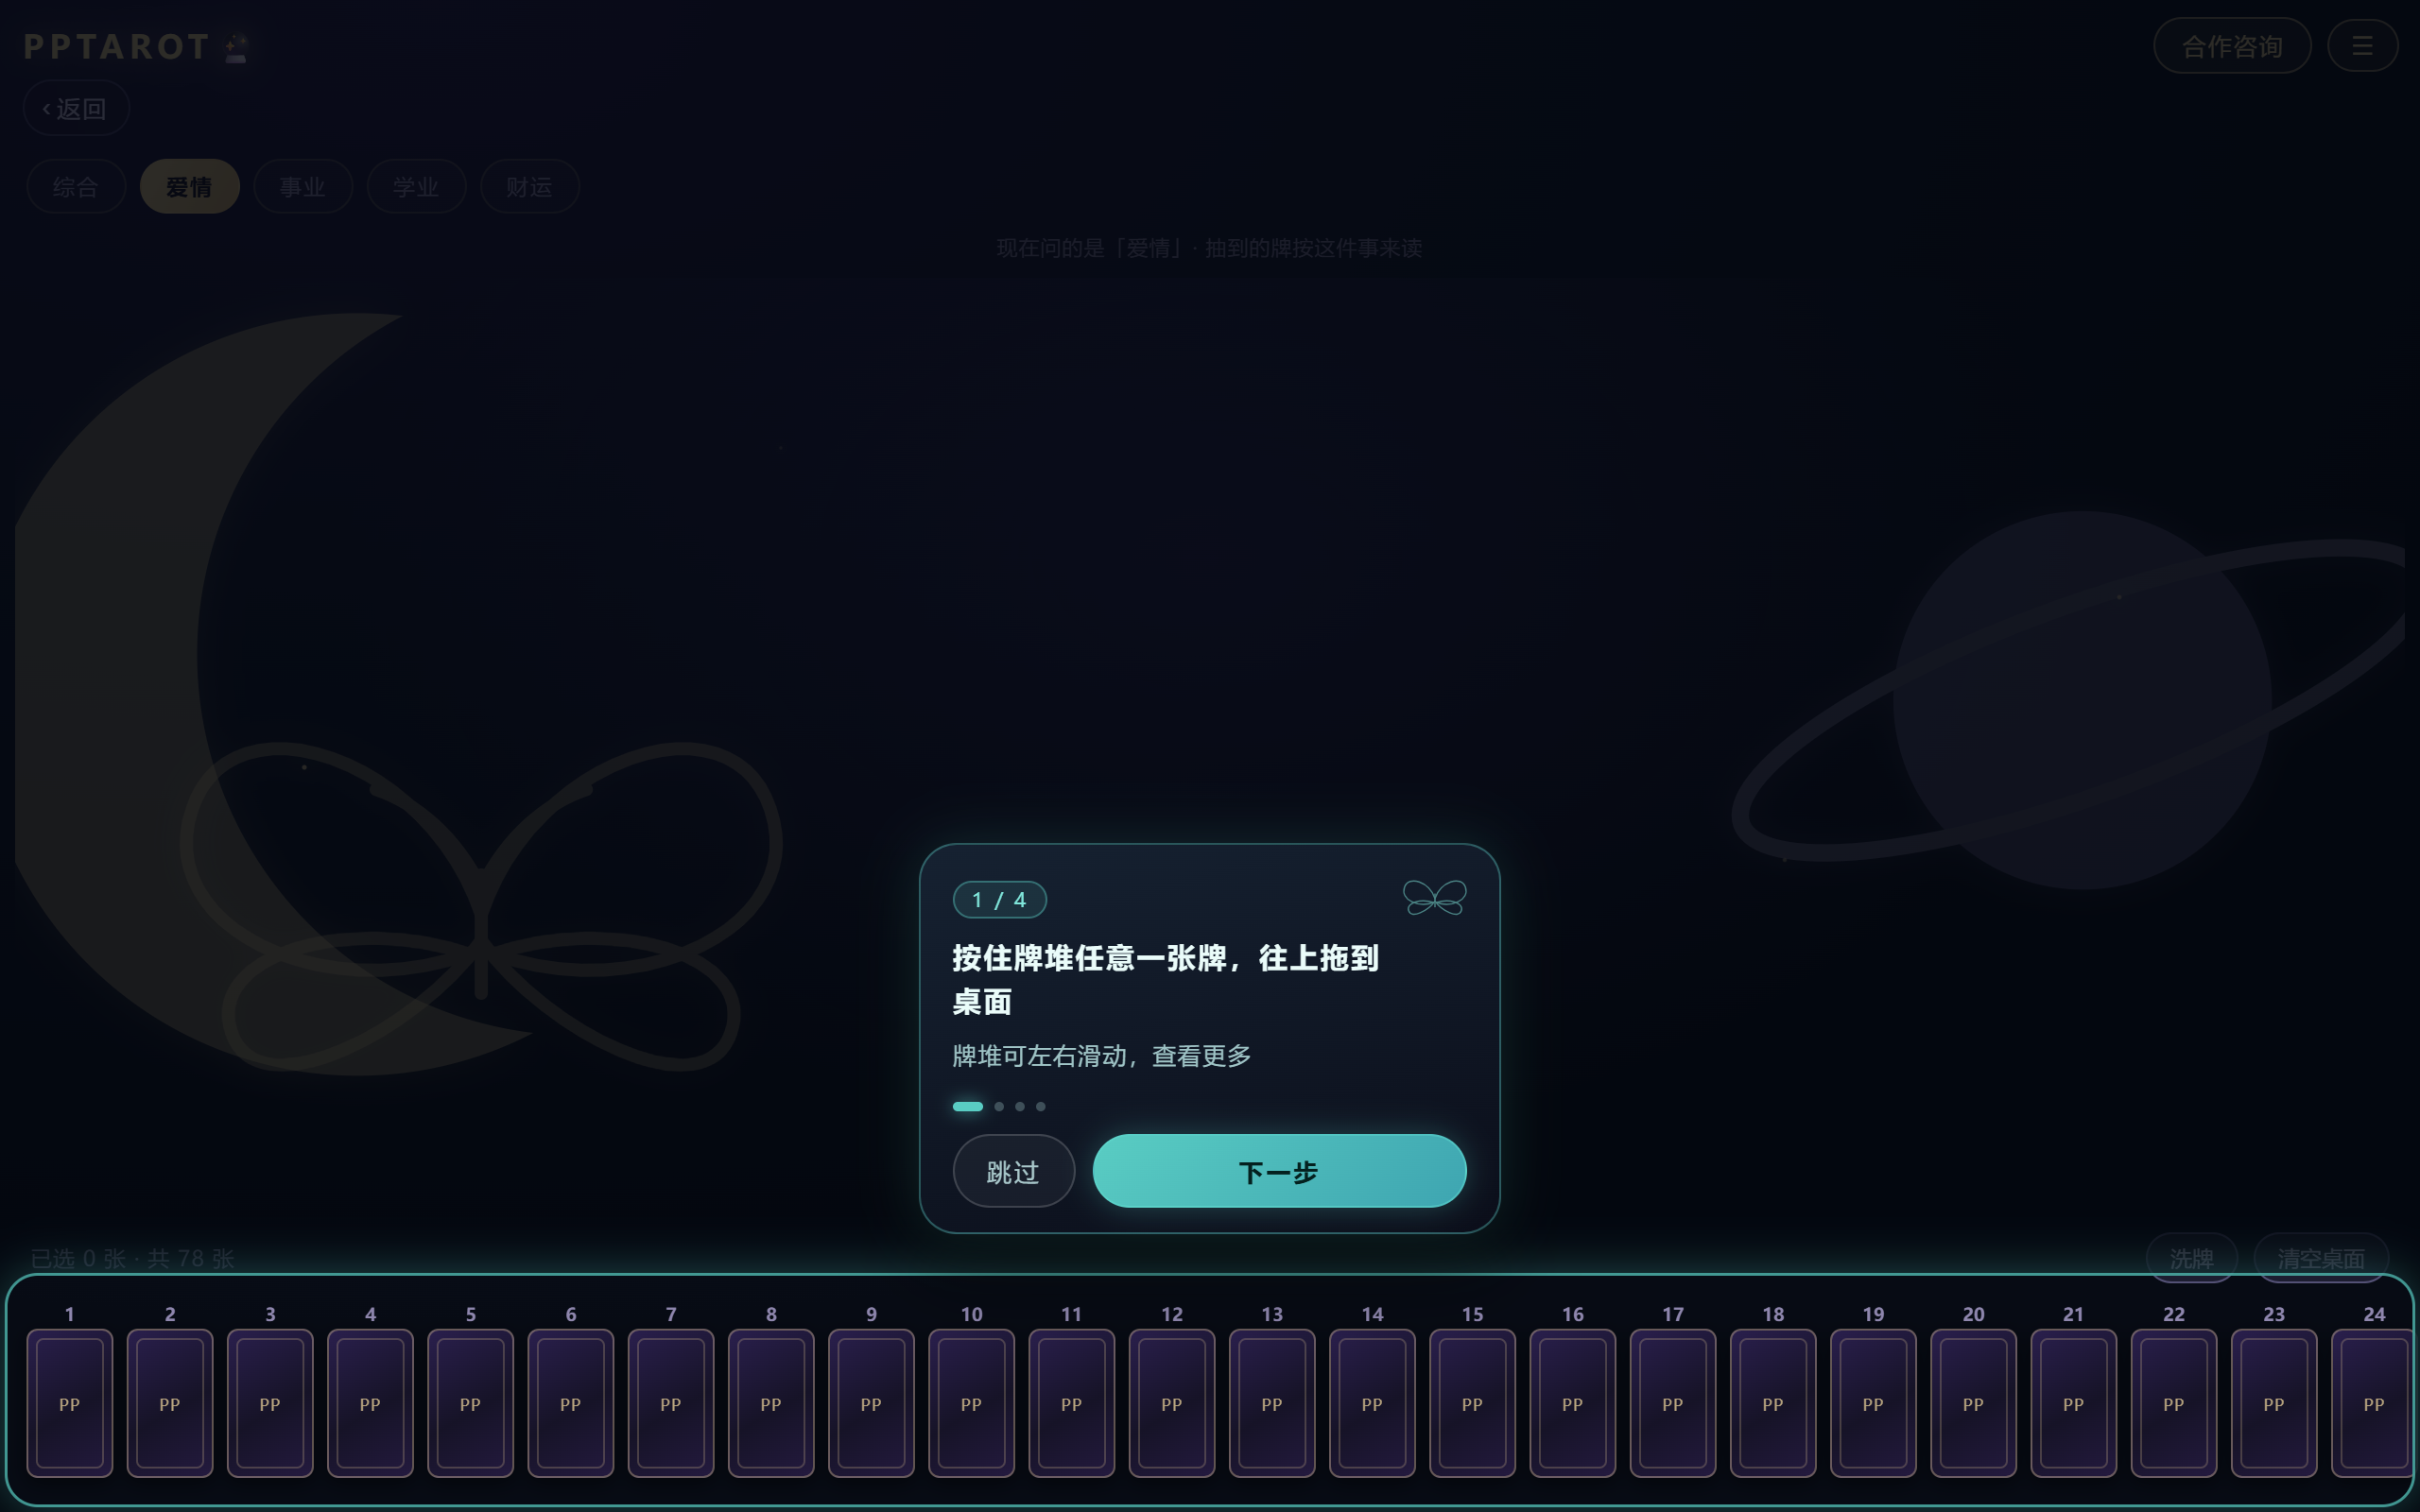 PPTAROT
合作咨询
☰
‹ 返回
综合
爱情
事业
学业
财运
现在问的是「爱情」· 抽到的牌按这件事来读
1 / 4
按住牌堆任意一张牌，往上拖到
桌面
牌堆可左右滑动，查看更多
跳过
下一步
已选 0 张 · 共 78 张
洗牌
清空桌面
1 2 3 4 5 6 7 8 9 10 11 12 13 14 15 16 17 18 19 20 21 22 23 24
PP PP PP PP PP PP PP PP PP PP PP PP PP PP PP PP PP PP PP PP PP PP PP PP